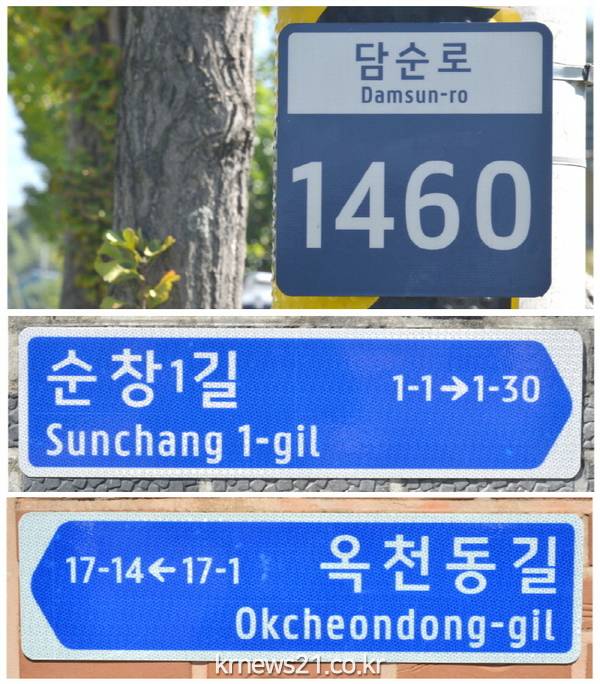 담순로
Damsun-ro
1460
순창1길
1-1→1-30
Sunchang 1-gil
17-14←17-1
옥천동길
Okcheondong-gil
krnews21.co.kr